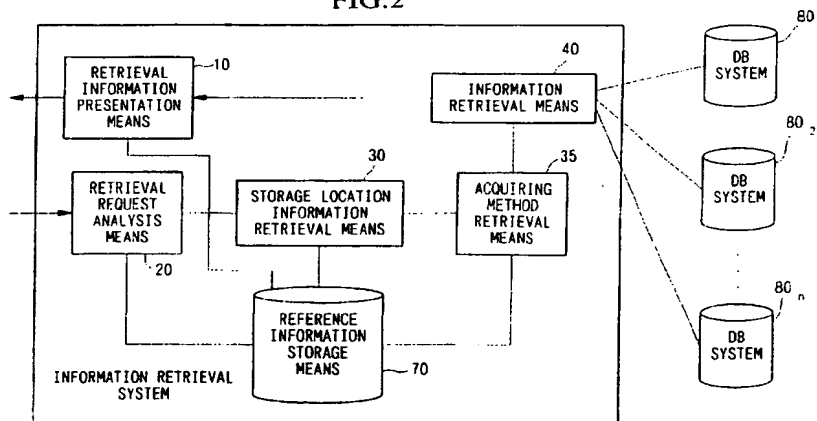 FIG.2
10
RETRIEVAL
INFORMATION
PRESENTATION
MEANS
40
INFORMATION
RETRIEVAL MEANS
80
DB
SYSTEM
30
35
80 2
RETRIEVAL
REQUEST
ANALYSIS
MEANS
20
STORAGE LOCATION
INFORMATION
RETRIEVAL MEANS
ACQUIRING
METHOD
RETRIEVAL
MEANS
DB
SYSTEM
REFERENCE
INFORMATION
STORAGE
MEANS
70
80 n
DB
SYSTEM
INFORMATION RETRIEVAL
SYSTEM